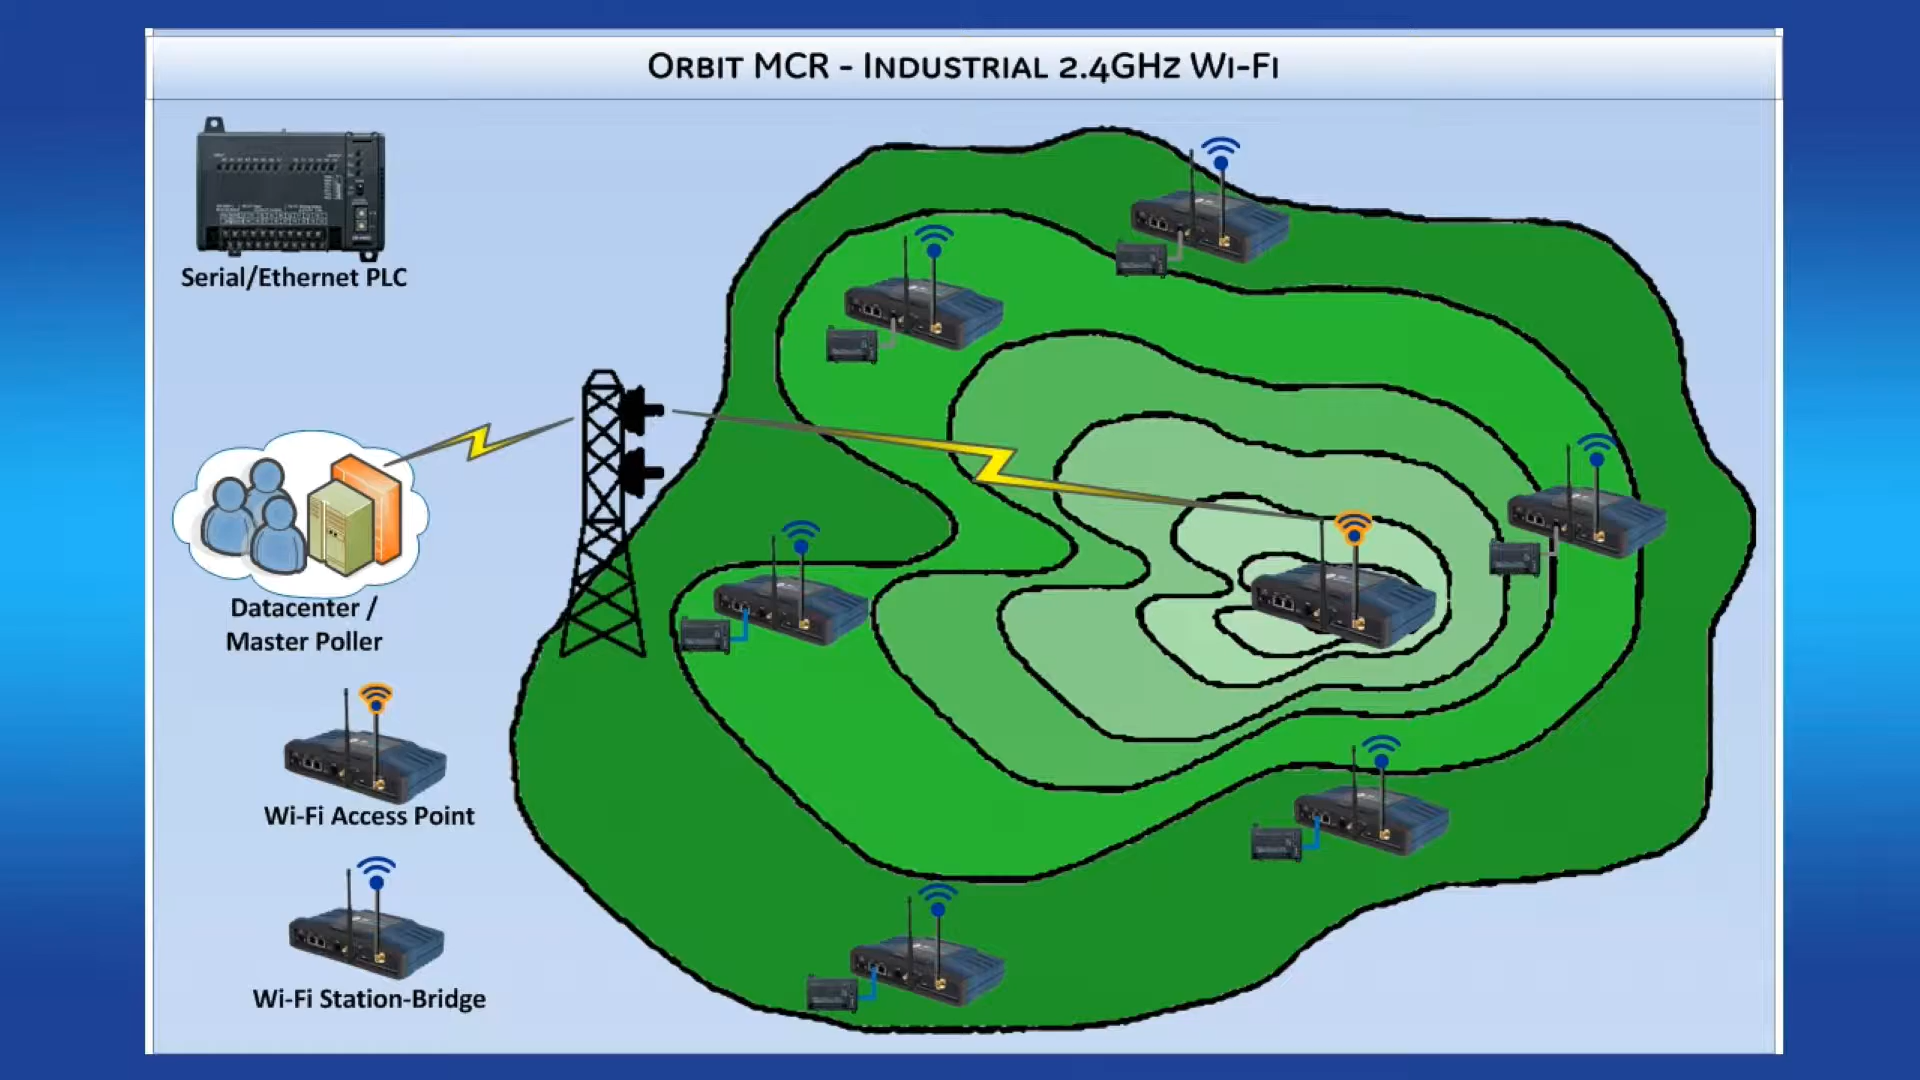 Orbit MCR - Industrial 2.4GHz Wi-Fi
Serial/Ethernet PLC
Datacenter /
Master Poller
Wi-Fi Access Point
Wi-Fi Station-Bridge